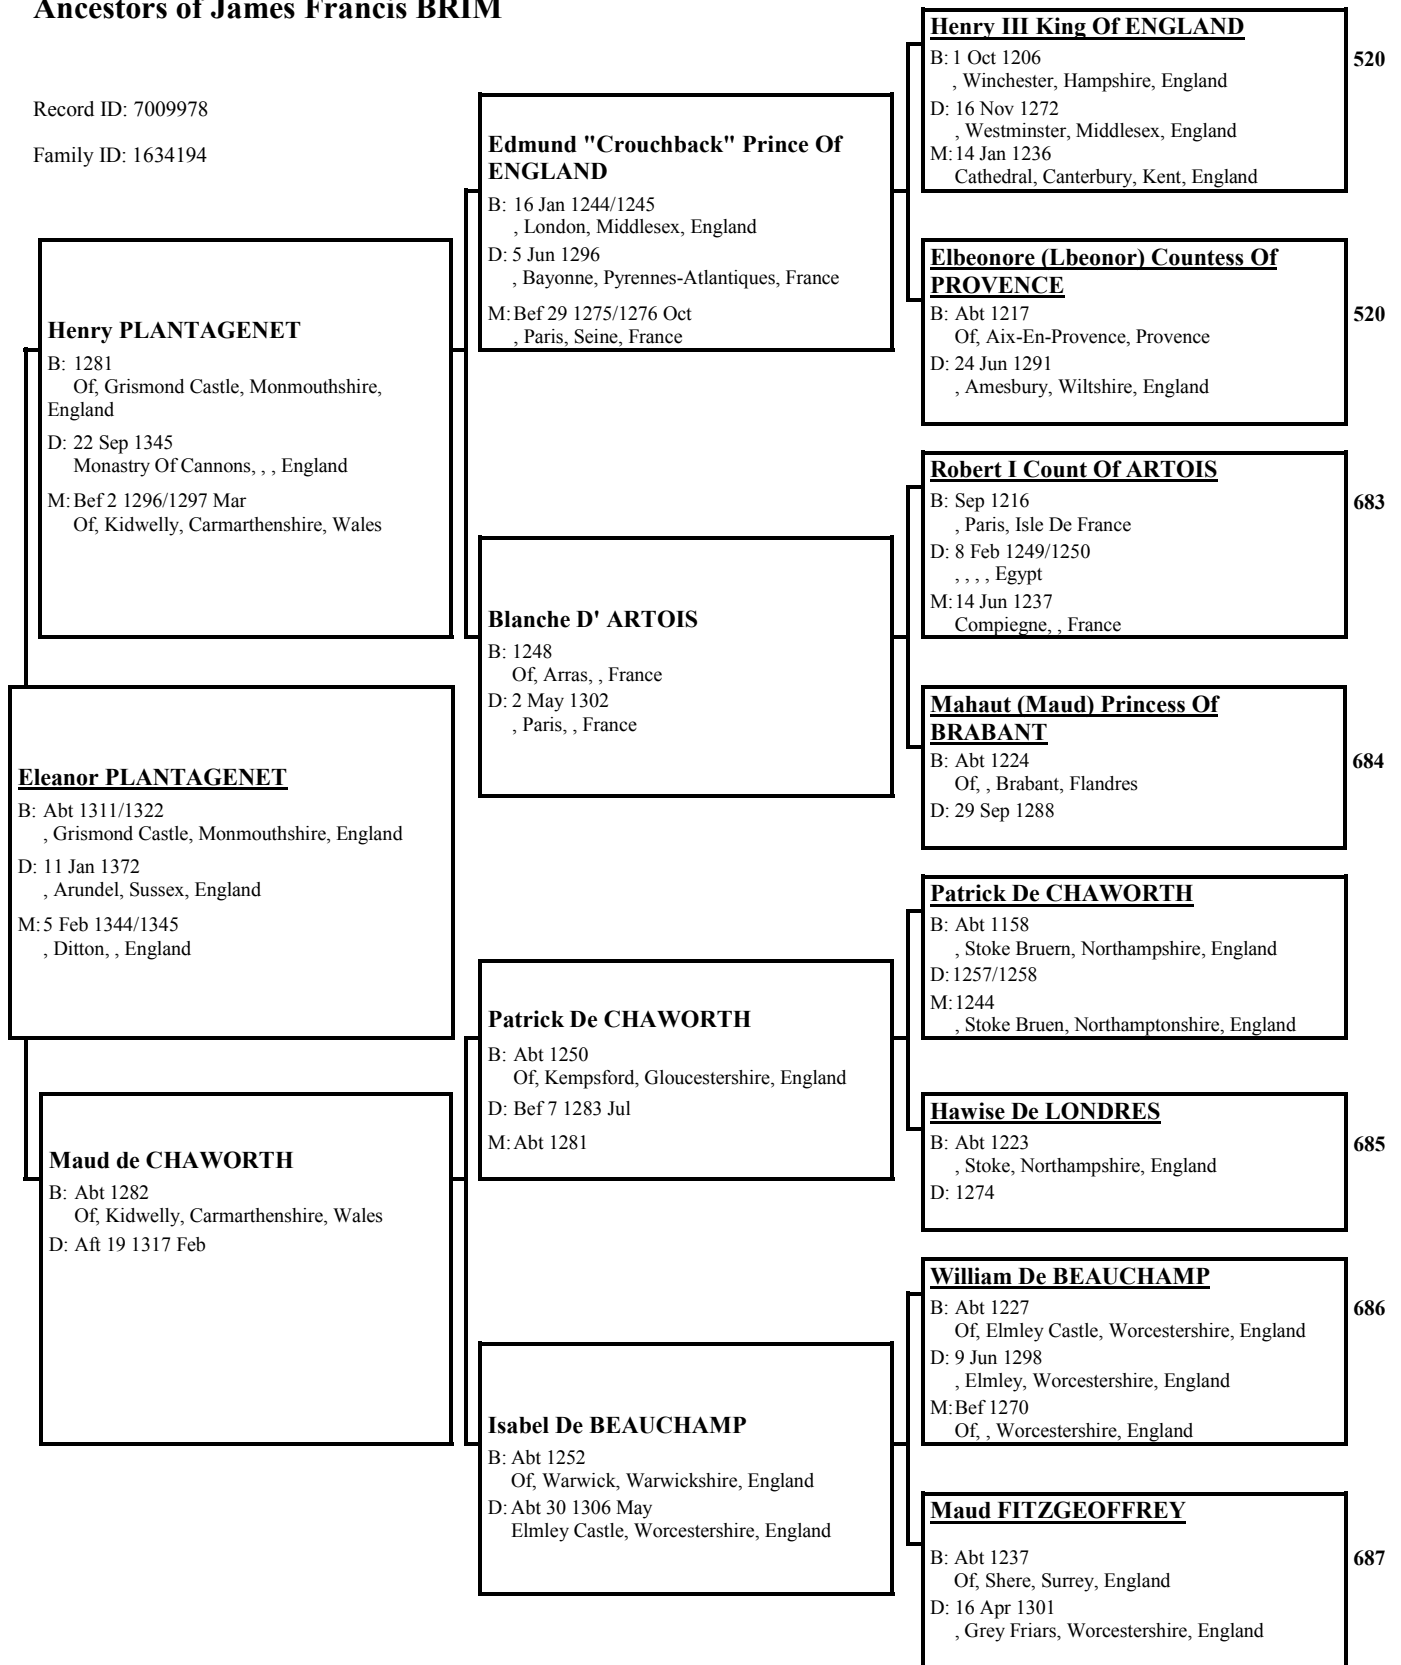 Ancestors of James Francis BRIM
Record ID: 7009978
Family ID: 1634194
Henry PLANTAGENET
B: 1281
Of, Grismond Castle, Monmouthshire,
England
D: 22 Sep 1345
Monastry Of Cannons, , , England
M: Bef 2 1296/1297 Mar
Of, Kidwelly, Carmarthenshire, Wales
Eleanor PLANTAGENET
B: Abt 1311/1322
, Grismond Castle, Monmouthshire, England
D: 11 Jan 1372
, Arundel, Sussex, England
M: 5 Feb 1344/1345
, Ditton, , England
Maud de CHAWORTH
B: Abt 1282
Of, Kidwelly, Carmarthenshire, Wales
D: Aft 19 1317 Feb
Edmund "Crouchback" Prince Of
ENGLAND
B: 16 Jan 1244/1245
, London, Middlesex, England
D: 5 Jun 1296
, Bayonne, Pyrennes-Atlantiques, France
M: Bef 29 1275/1276 Oct
, Paris, Seine, France
Blanche D' ARTOIS
B: 1248
Of, Arras, , France
D: 2 May 1302
, Paris, , France
Patrick De CHAWORTH
B: Abt 1250
Of, Kempsford, Gloucestershire, England
D: Bef 7 1283 Jul
M: Abt 1281
Isabel De BEAUCHAMP
B: Abt 1252
Of, Warwick, Warwickshire, England
D: Abt 30 1306 May
Elmley Castle, Worcestershire, England
Henry III King Of ENGLAND
B: 1 Oct 1206
520
, Winchester, Hampshire, England
D: 16 Nov 1272
, Westminster, Middlesex, England
M: 14 Jan 1236
Cathedral, Canterbury, Kent, England
Elbeonore (Lbeonor) Countess Of
PROVENCE
B: Abt 1217
520
Of, Aix-En-Provence, Provence
D: 24 Jun 1291
, Amesbury, Wiltshire, England
Robert I Count Of ARTOIS
B: Sep 1216
683
, Paris, Isle De France
D: 8 Feb 1249/1250
, , , , Egypt
M: 14 Jun 1237
Compiegne, , France
Mahaut (Maud) Princess Of
BRABANT
B: Abt 1224
684
Of, , Brabant, Flandres
D: 29 Sep 1288
Patrick De CHAWORTH
B: Abt 1158
, Stoke Bruern, Northampshire, England
D: 1257/1258
M: 1244
, Stoke Bruen, Northamptonshire, England
Hawise De LONDRES
B: Abt 1223
685
, Stoke, Northampshire, England
D: 1274
William De BEAUCHAMP
B: Abt 1227
686
Of, Elmley Castle, Worcestershire, England
D: 9 Jun 1298
, Elmley, Worcestershire, England
M: Bef 1270
Of, , Worcestershire, England
Maud FITZGEOFFREY
B: Abt 1237
687
Of, Shere, Surrey, England
D: 16 Apr 1301
, Grey Friars, Worcestershire, England